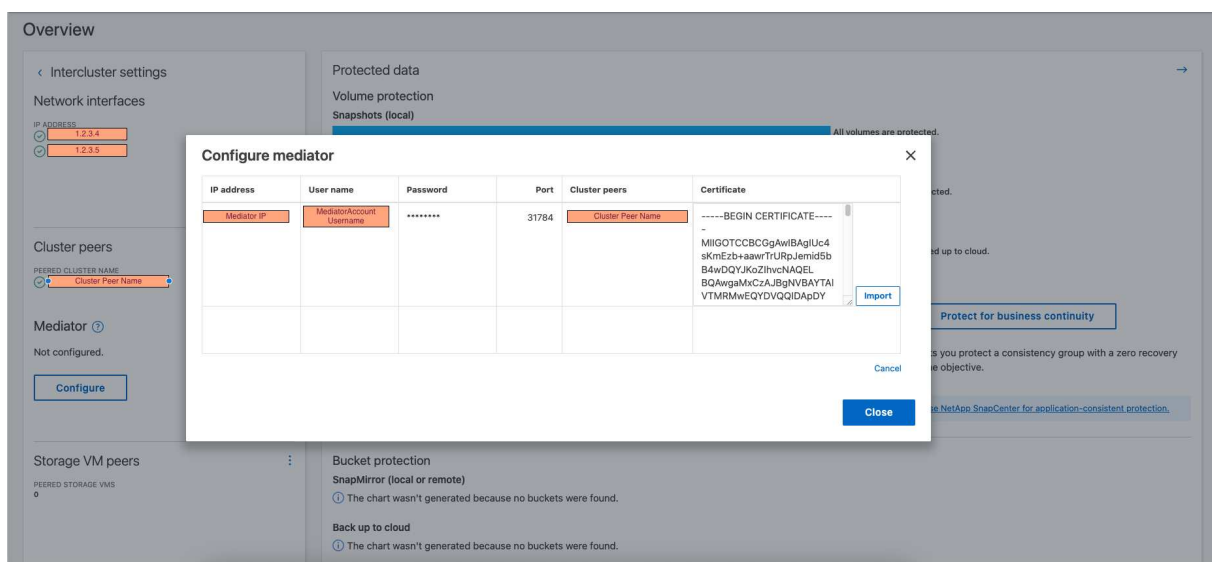 Overview
Intercluster settings
Network interfaces
IP ADDRESS
1.2.3.4
1.2.3.5
Cluster peers
PEERED CLUSTER NAME
Cluster Peer Name
Mediator
Not configured.
Configure
Storage VM peers
PEERED STORAGE VMS
0
Protected data
Volume protection
Snapshots (local)
All volumes are protected.
cted.
ed up to cloud.
Protect for business continuity
s you protect a consistency group with a zero recovery
e objective.
se NetApp SnapCenter for application-consistent protection.
Configure mediator
IP address User name Password Port Cluster peers Certificate
Mediator IP
MediatorAccount
Username
********
31784
Cluster Peer Name
-----BEGIN CERTIFICATE----
-
MIIGOTCCBCGgAwIBAgIUc4
sKmEzb+aawrTrURpJemid5b
B4wDQYJKoZIhvcNAQEL
BQAwgaMxCzAJBgNVBAYTAl
VTMRMwEQYDVQQIDApDY
Import
Cancel
Close
Bucket protection
SnapMirror (local or remote)
The chart wasn't generated because no buckets were found.
Back up to cloud
The chart wasn't generated because no buckets were found.